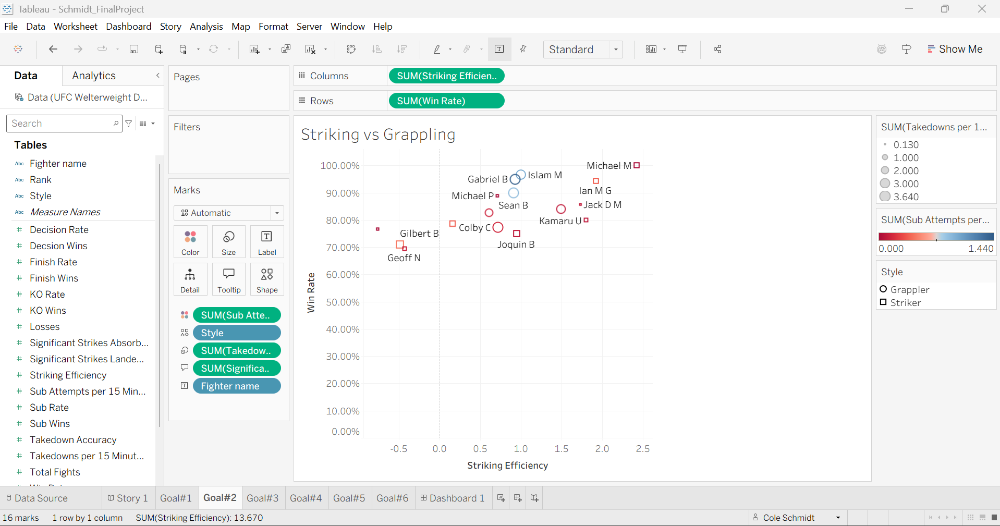 Tableau - Schmidt_FinalProject
File Data Worksheet Dashboard Story Analysis Map Format Server Window Help
Standard
Show Me
Data
Analytics
Data (UFC Welterweight D...
Search
Tables
Abc Fighter name
Abc Rank
Abc Style
Abc Measure Names
# Decision Rate
# Decsion Wins
# Finish Rate
# Finish Wins
# KO Rate
# KO Wins
# Losses
# Significant Strikes Absorb...
# Significant Strikes Lande...
# Striking Efficiency
# Sub Attempts per 15 Min...
# Sub Rate
# Sub Wins
# Takedown Accuracy
# Takedowns per 15 Minut...
# Total Fights
Pages
Filters
Marks
Automatic
Color Size Label
Detail Tooltip Shape
SUM(Sub Atte..
Style
SUM(Takedow..
SUM(Significa..
Fighter name
Columns
SUM(Striking Efficien..
Rows
SUM(Win Rate)
Striking vs Grappling
100.00%
90.00%
80.00%
70.00%
60.00%
50.00%
40.00%
30.00%
20.00%
10.00%
0.00%
Win Rate
Michael M
Islam M
Gabriel B
Ian M G
Michael P
Sean B
Jack D M
Kamaru U
Colby C
Gilbert B
Joquin B
Geoff N
-0.5 0.0 0.5 1.0 1.5 2.0 2.5
Striking Efficiency
SUM(Takedowns per 1...
0.130
1.000
2.000
3.000
3.640
SUM(Sub Attempts per...
0.000 1.440
Style
Grappler
Striker
Data Source Story 1 Goal#1 Goal#2 Goal#3 Goal#4 Goal#5 Goal#6 Dashboard 1
16 marks 1 row by 1 column SUM(Striking Efficiency): 13.670
Cole Schmidt